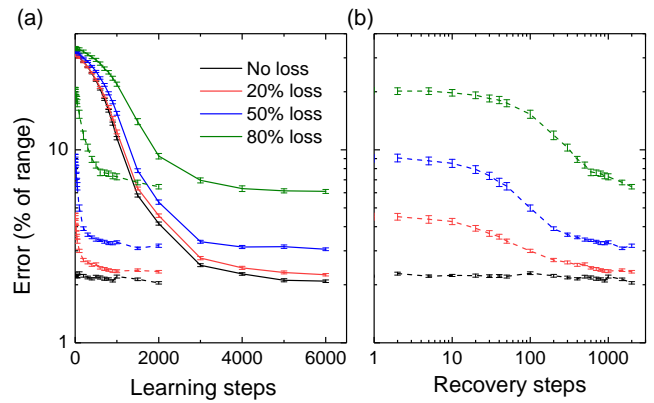 (a)
(b)
No loss
20% loss
50% loss
80% loss
10
1
Error (% of range)
0 2000 4000 6000
1 10 100 1000
Learning steps
Recovery steps